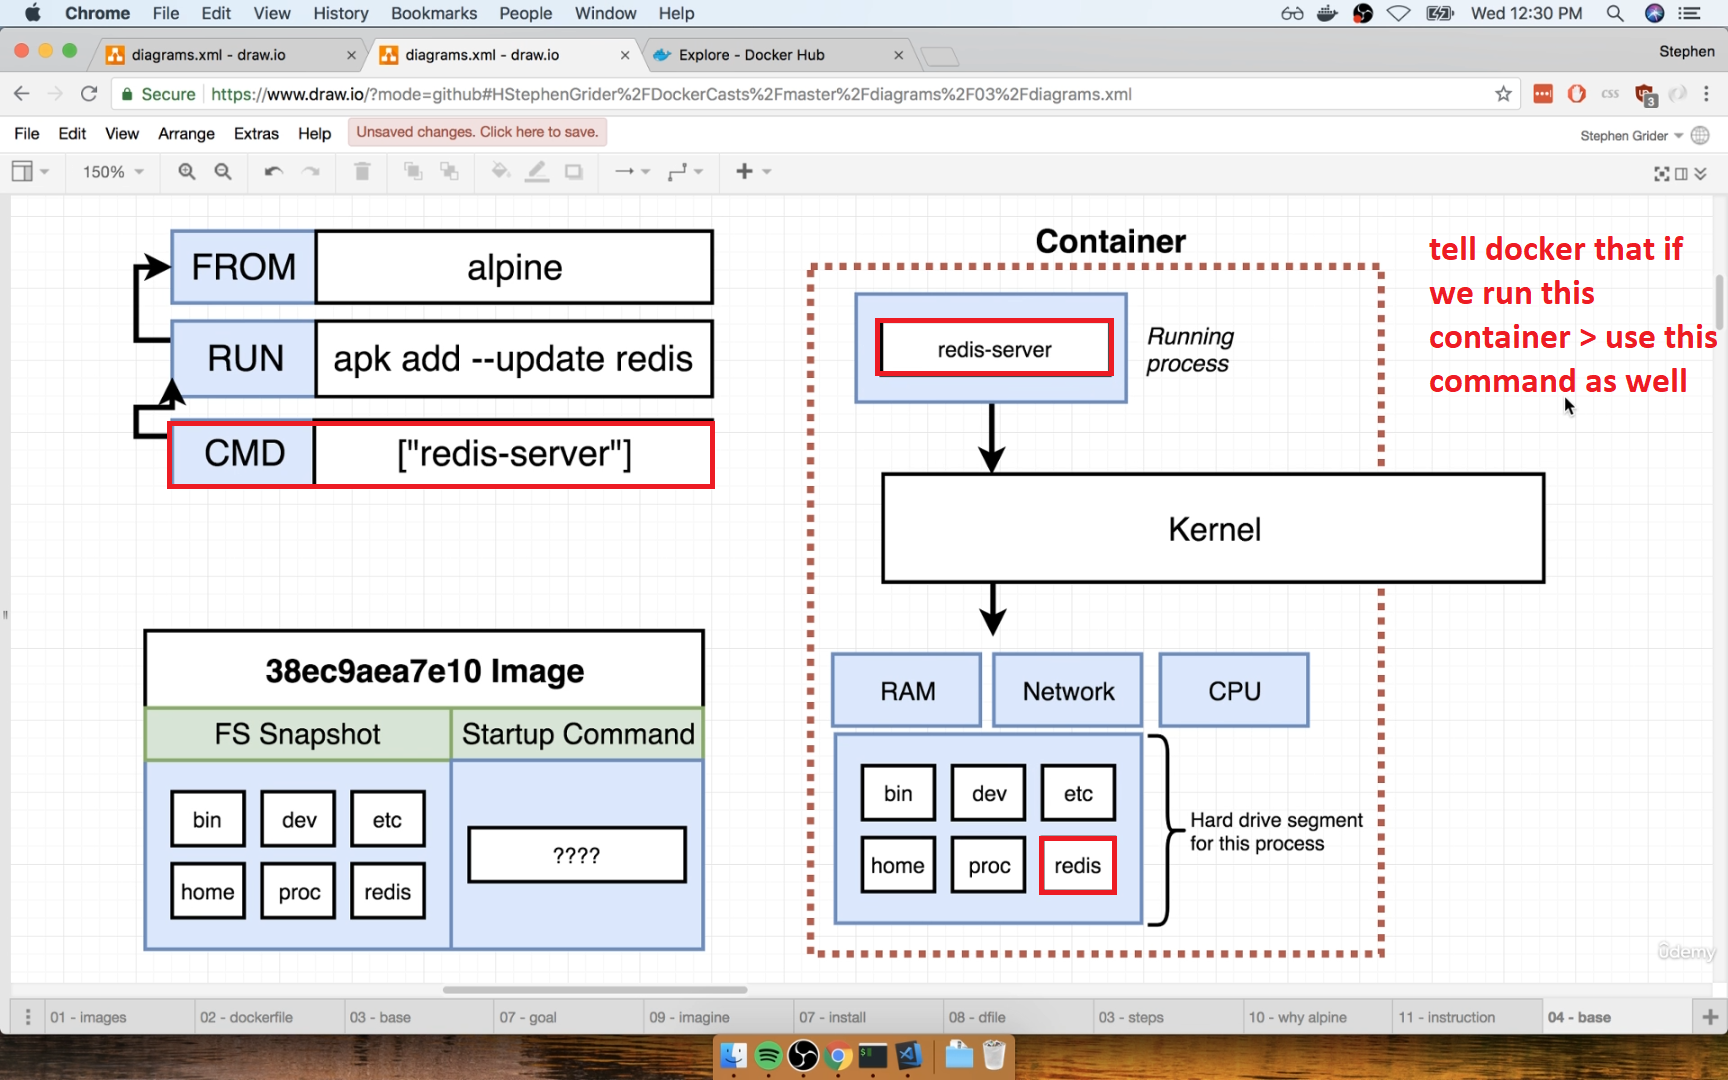 Chrome File Edit View History Bookmarks People Window Help Wed 12:30 PM
diagrams.xml - draw.io diagrams.xml - draw.io Explore - Docker Hub Stephen
Secure https://www.draw.io/?mode=github#HStephenGrider%2FDockerCasts%2Fmaster%2Fdiagrams%2F03%2Fdiagrams.xml css 3
File Edit View Arrange Extras Help Unsaved changes. Click here to save. Stephen Grider
150%
FROM alpine
RUN apk add --update redis
CMD ["redis-server"]
38ec9aea7e10 Image
FS Snapshot Startup Command
bin dev etc
home proc redis
????
Container
redis-server
Running
process
Kernel
RAM Network CPU
bin dev etc
home proc redis
Hard drive segment
for this process
tell docker that if
we run this
container > use this
command as well
ûdemy
01 - images 02 - dockerfile 03 - base 07 - goal 09 - imagine 07 - install 08 - dfile 03 - steps 10 - why alpine 11 - instruction 04 - base